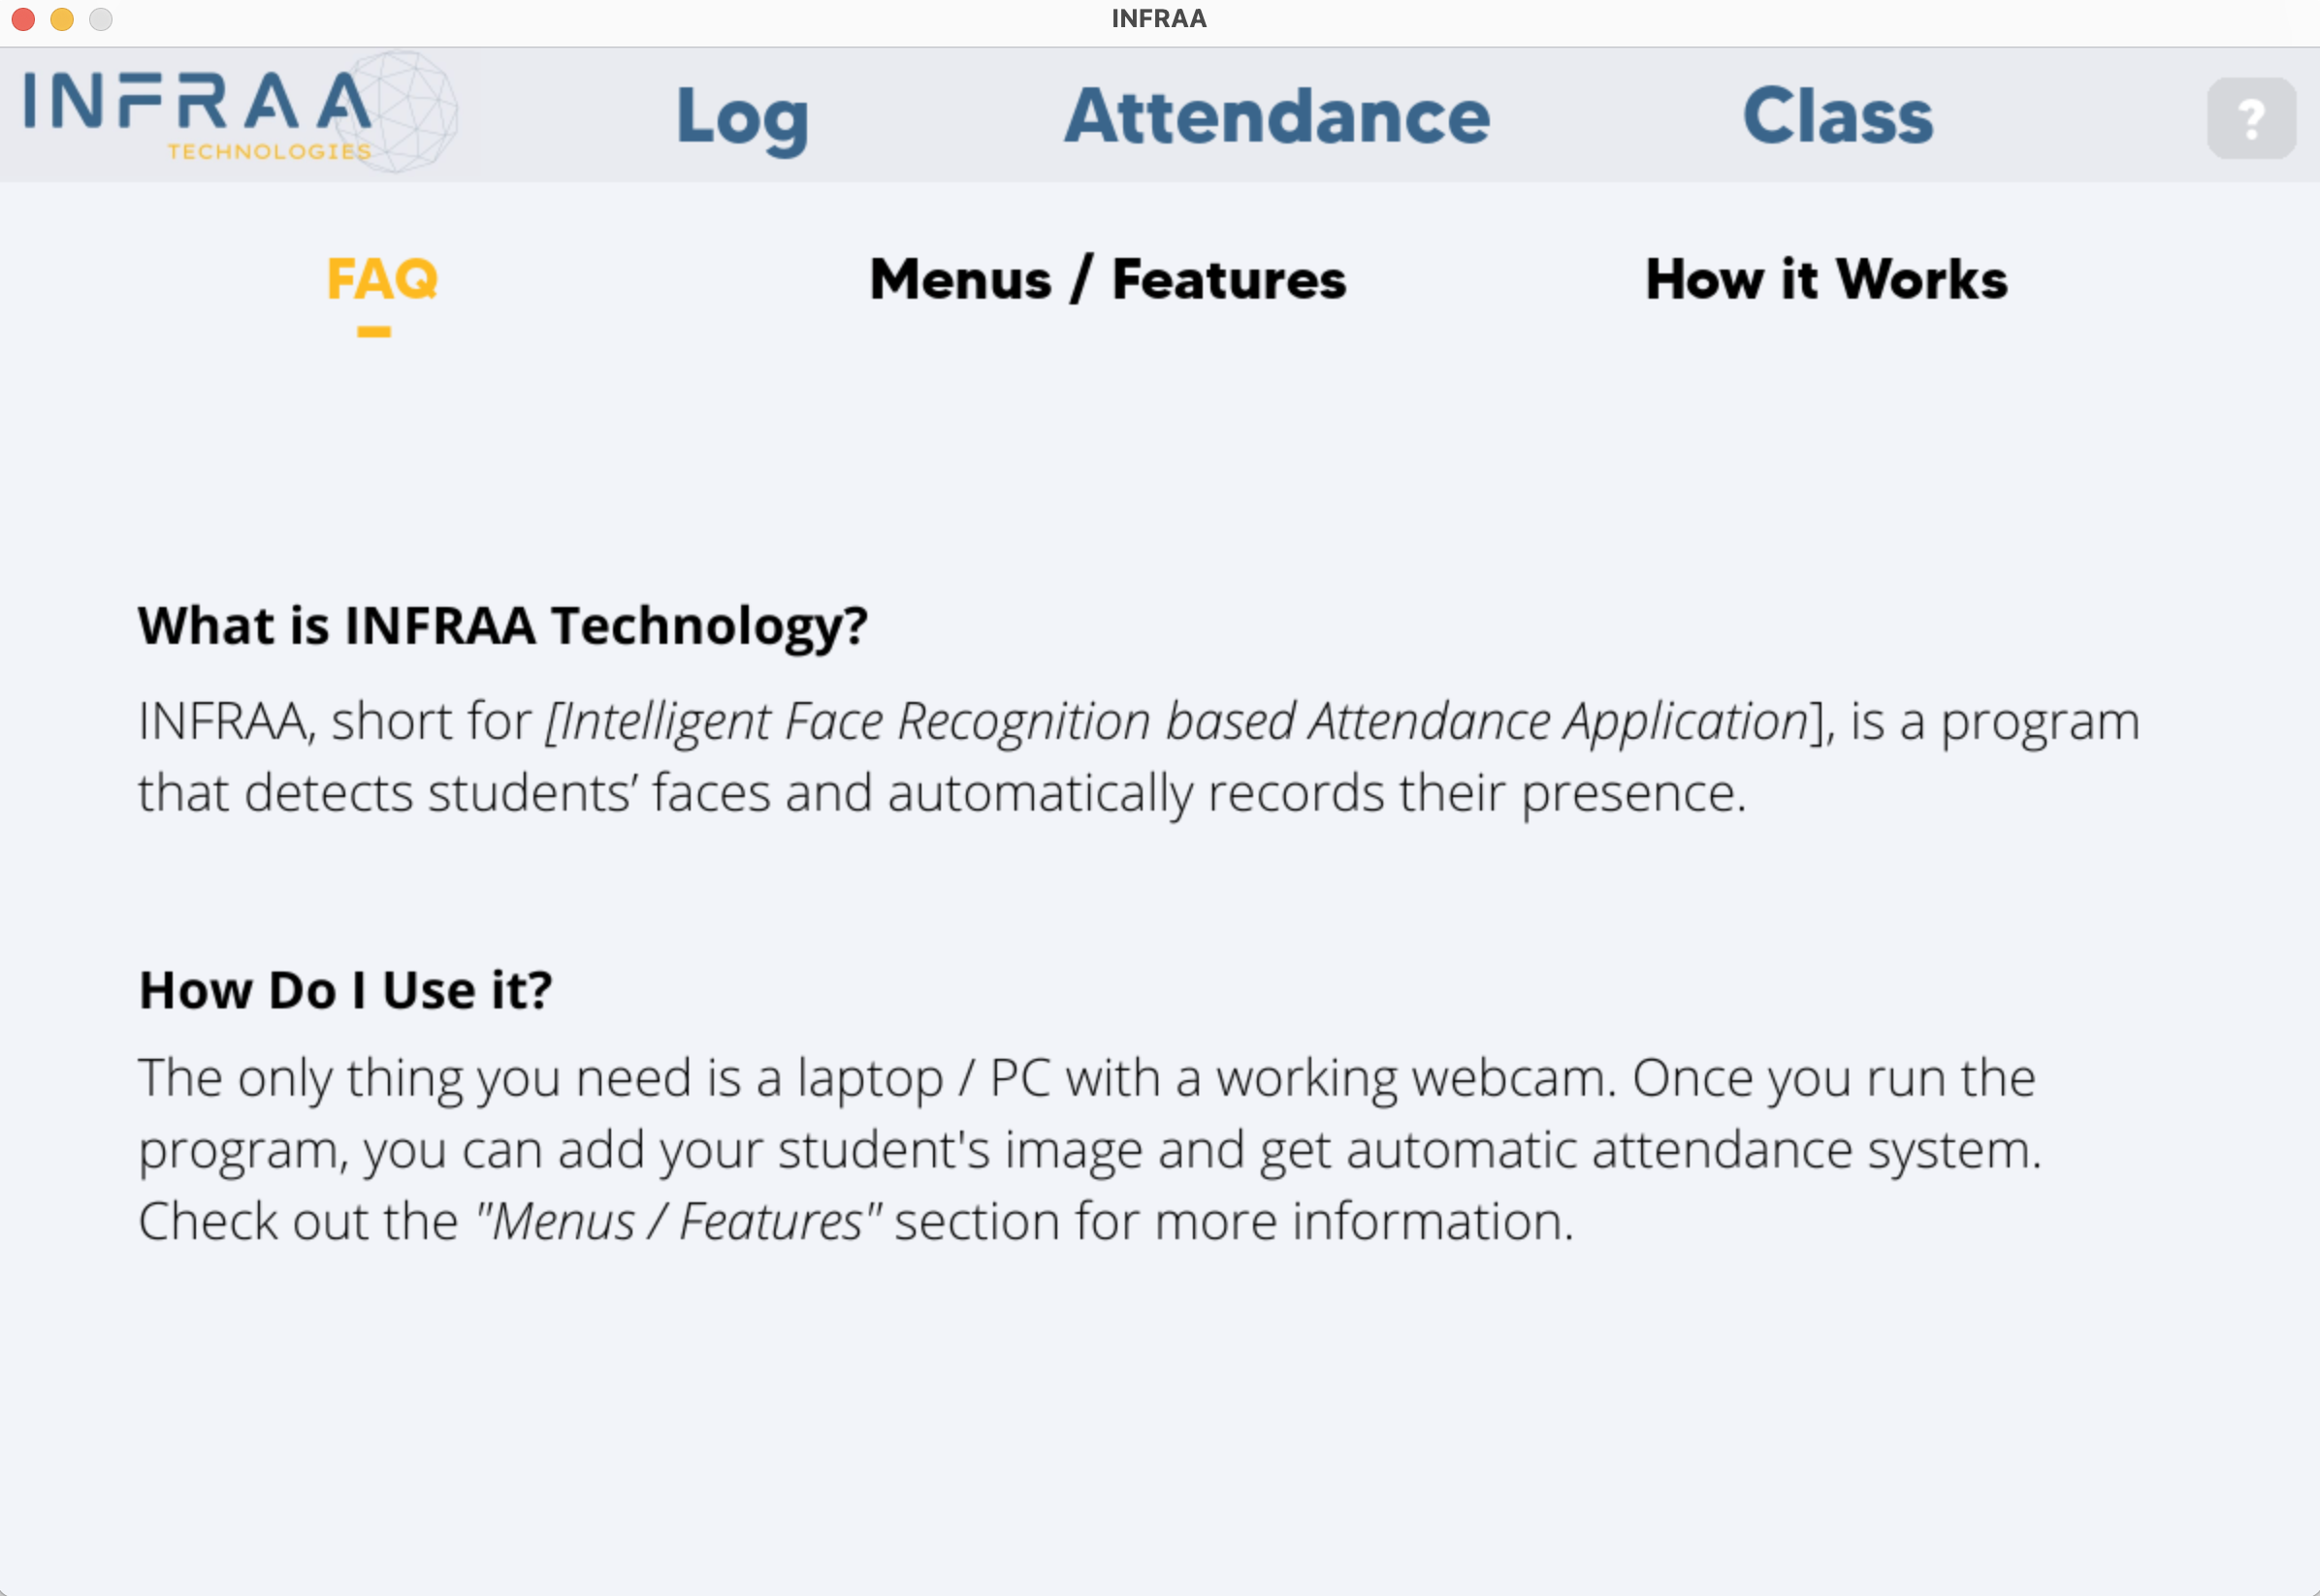 INFRAA
INFRAA
TECHNOLOGIES
Log
Attendance
Class
?
FAQ
Menus / Features
How it Works
What is INFRAA Technology?
INFRAA, short for [Intelligent Face Recognition based Attendance Application], is a program
that detects students’ faces and automatically records their presence.
How Do I Use it?
The only thing you need is a laptop / PC with a working webcam. Once you run the
program, you can add your student's image and get automatic attendance system.
Check out the "Menus / Features" section for more information.